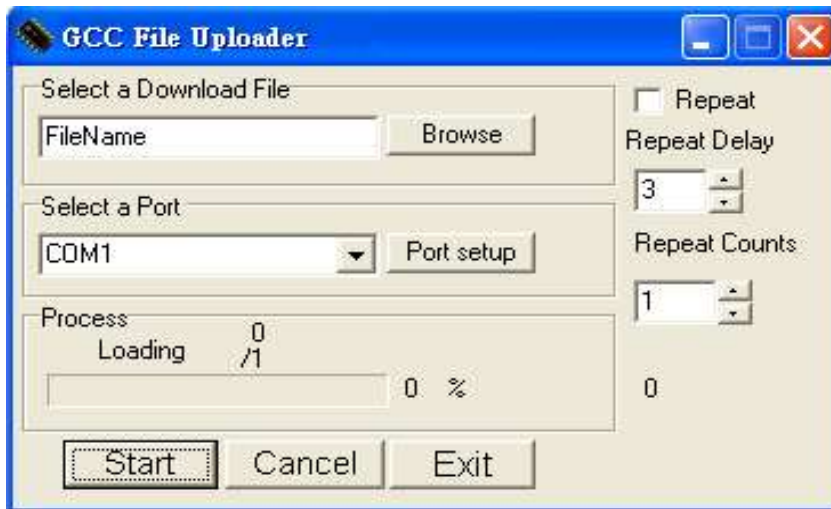 GCC File Uploader
Select a Download File
FileName
Browse
Select a Port
COM1
Port setup
Process
Loading
0
/1
0 %
Start
Cancel
Exit
Repeat
Repeat Delay
3
Repeat Counts
1
0